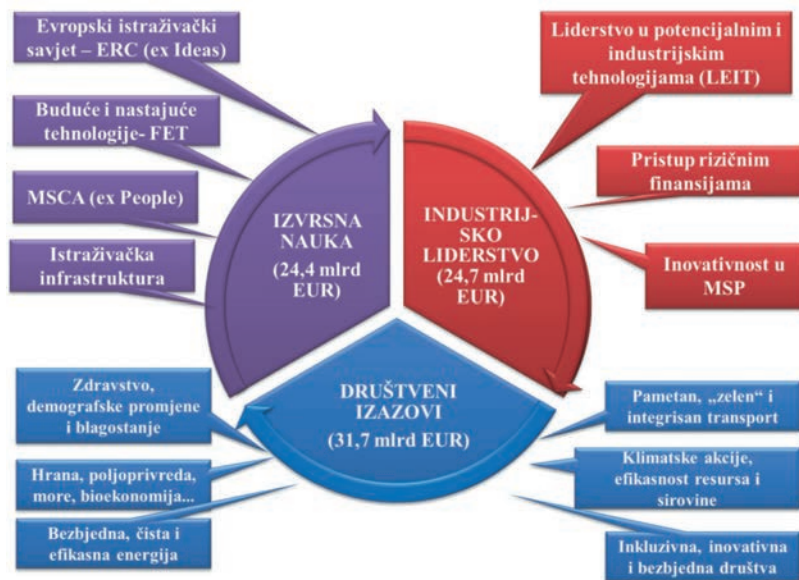 Evropski istraživački
savjet – ERC (ex Ideas)
Buduće i nastajuće
tehnologije- FET
MSCA (ex People)
Istraživačka
infrastruktura
IZVRSNA
NAUKA
(24,4 mlrd
EUR)
Liderstvo u potencijalnim i
industrijskim
tehnologijama (LEIT)
Pristup rizičnim
finansijama
Inovativnost u
MSP
INDUSTRIJ-
SKO
LIDERSTVO
(24,7 mlrd
EUR)
DRUŠTVENI
IZAZOVI
(31,7 mlrd EUR)
Zdravstvo,
demografske promjene
i blagostanje
Hrana, poljoprivreda,
more, bioekonomija...
Bezbjedna, čista i
efikasna energija
Pametan, „zelen“ i
integrisan transport
Klimatske akcije,
efikasnost resursa i
sirovine
Inkluzivna, inovativna
i bezbjedna društva